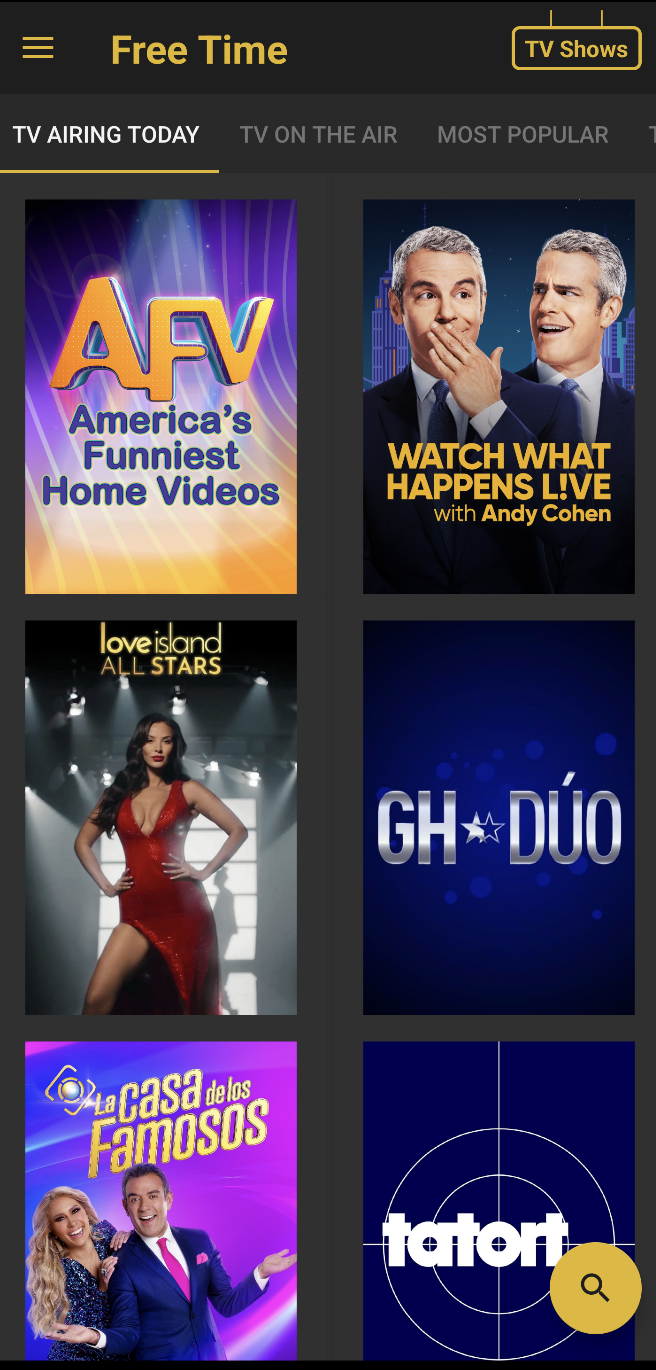 Free Time
TV Shows
TV AIRING TODAY
TV ON THE AIR
MOST POPULAR
T
AFV
America's
Funniest
Home Videos
WATCH WHAT
HAPPENS L!VE
with Andy Cohen
love island
ALL STARS
GH DÚO
La casa de los
Famosos
tatort